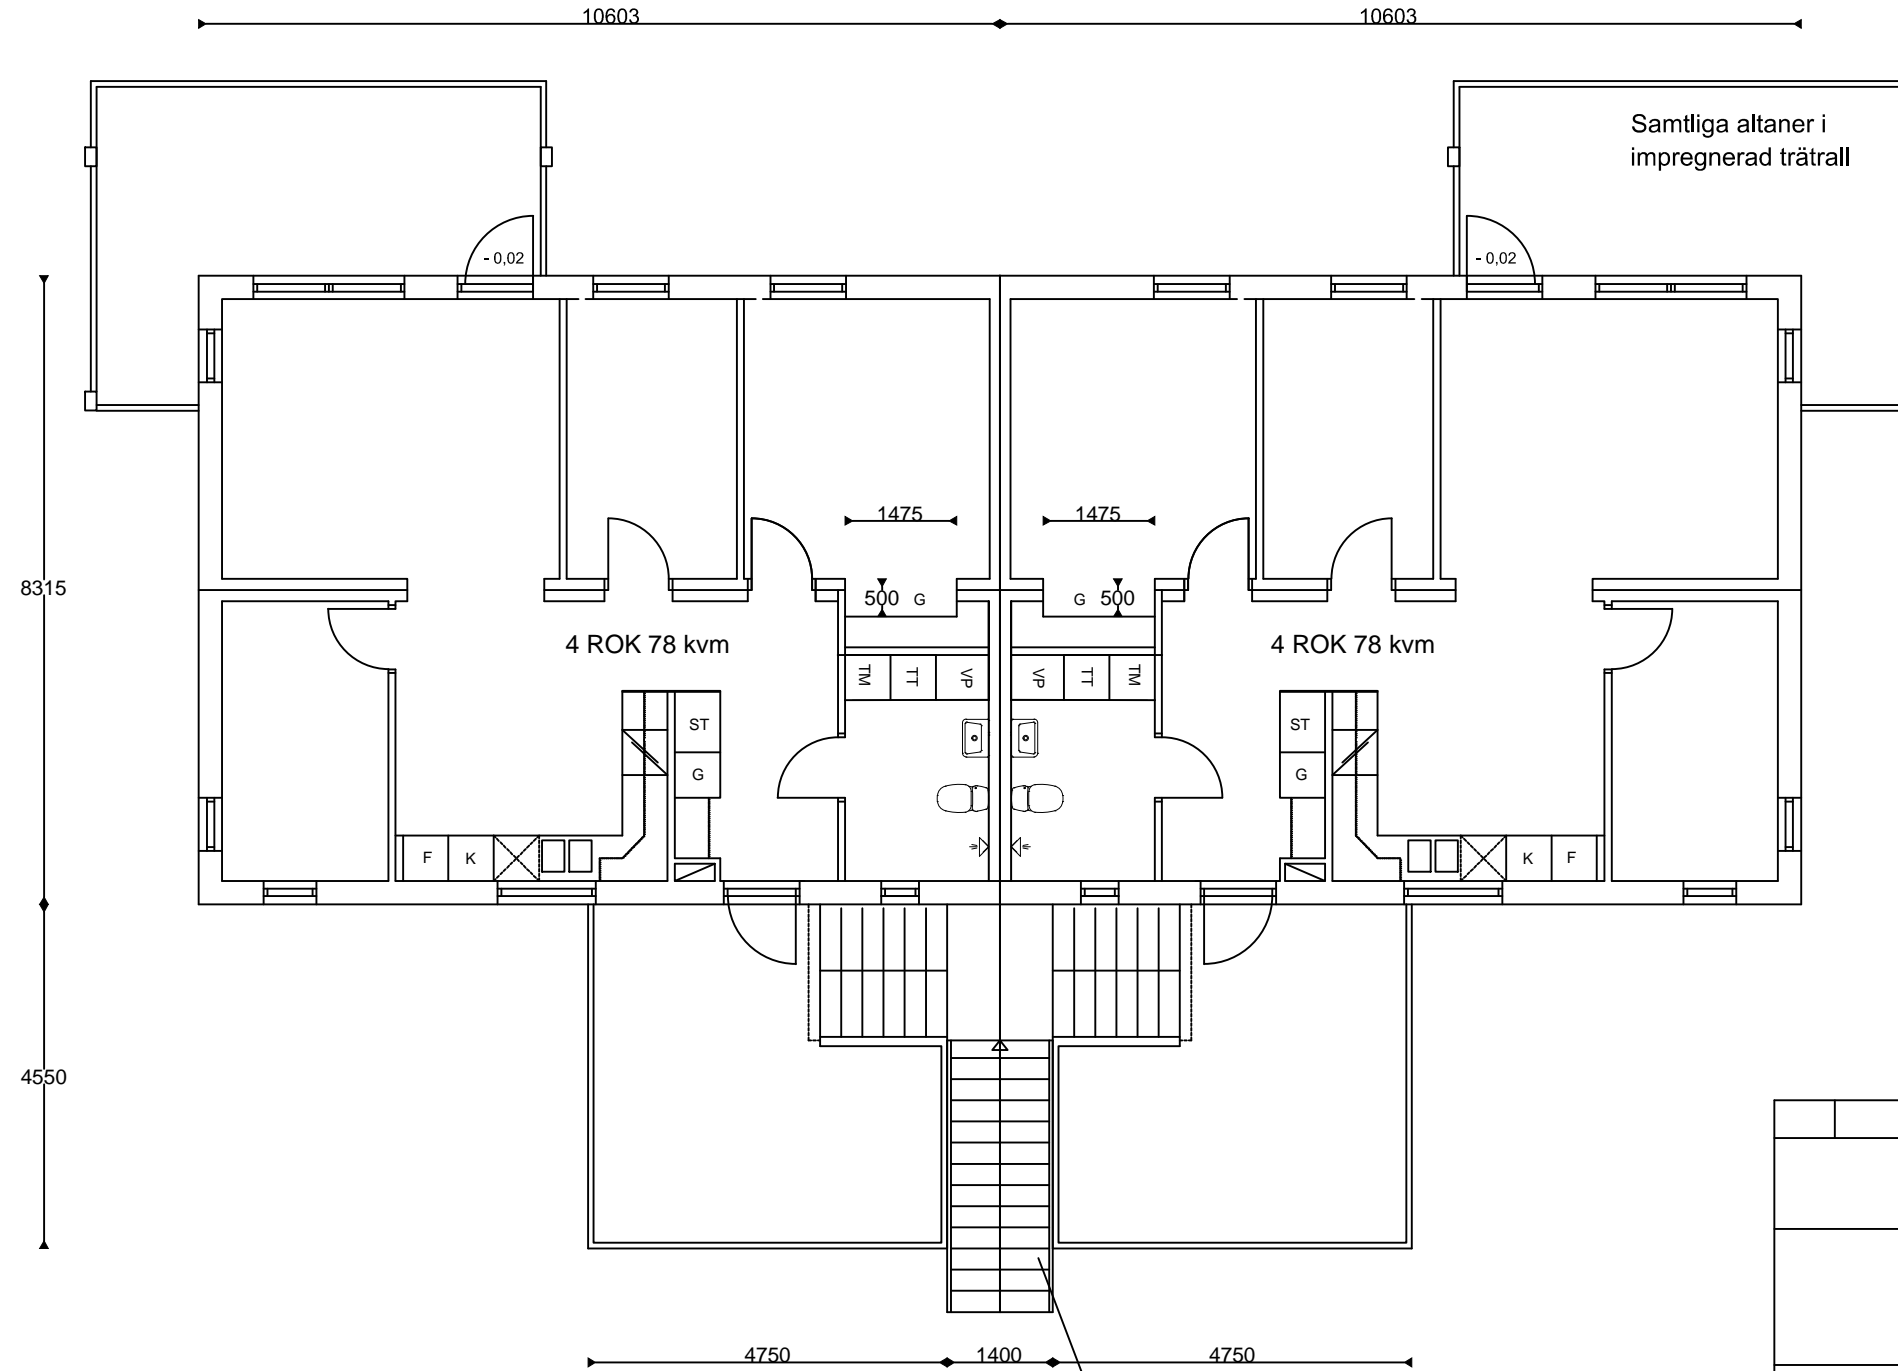 10603
10603
Samtliga altaner i
impregnerad trätrall
- 0,02
- 0,02
1475
1475
8315
500 G
G 500
4 ROK 78 kvm
4 ROK 78 kvm
TM TT VP
VP TT TM
ST
ST
G
G
F K
K F
4550
4750
1400
4750